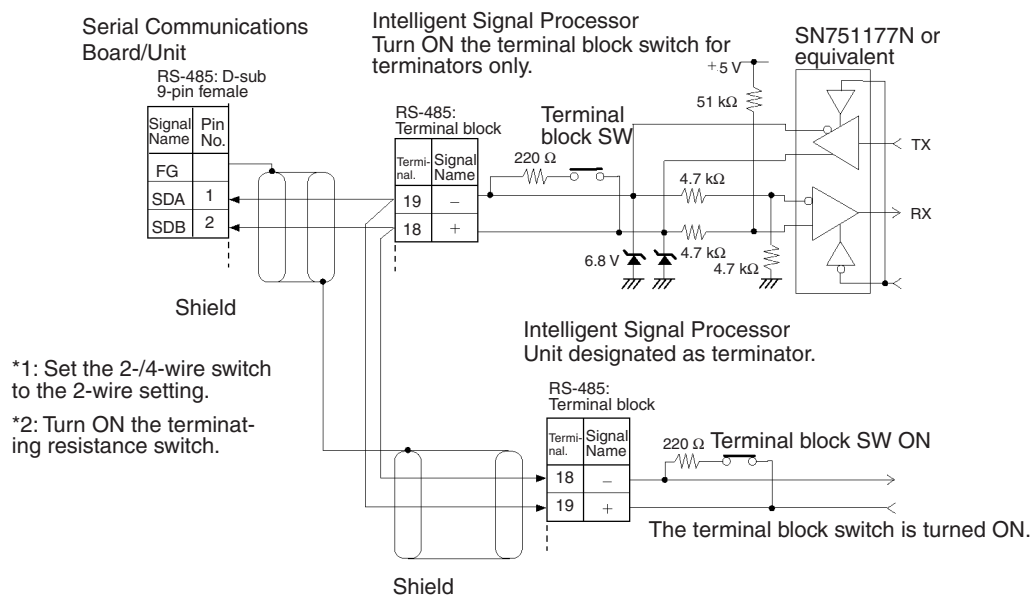 Serial Communications
Board/Unit
RS-485: D-sub
9-pin female
Signal
Name
Pin
No.
FG
SDA 1
SDB 2
Shield
Intelligent Signal Processor
Turn ON the terminal block switch for
terminators only.
RS-485:
Terminal block
Termi-
nal.
Signal
Name
19 −
18 +
Terminal
block SW
220 Ω
+5 V
51 kΩ
4.7 kΩ
4.7 kΩ
6.8 V
4.7 kΩ
SN751177N or
equivalent
TX
RX
*1: Set the 2-/4-wire switch
to the 2-wire setting.
*2: Turn ON the terminat-
ing resistance switch.
Intelligent Signal Processor
Unit designated as terminator.
RS-485:
Terminal block
Termi-
nal.
Signal
Name
18 −
19 +
220 Ω Terminal block SW ON
The terminal block switch is turned ON.
Shield